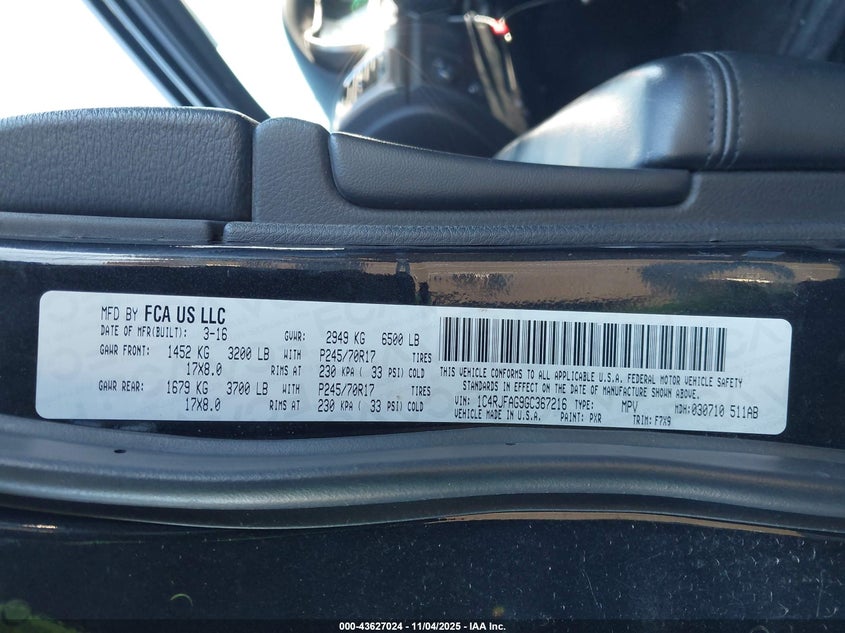 MFD BY FCA US LLC
DATE OF MFR(BUILT): 3-16 GVWR: 2949 KG 6500 LB
GAWR FRONT: 1452 KG 3200 LB WITH P245/70R17 TIRES
17X8.0 RIMS AT 230 KPA ( 33 PSI) COLD
GAWR REAR: 1679 KG 3700 LB WITH P245/70R17 TIRES
17X8.0 RIMS AT 230 KPA ( 33 PSI) COLD
THIS VEHICLE CONFORMS TO ALL APPLICABLE U.S.A. FEDERAL MOTOR VEHICLE SAFETY
STANDARDS IN EFFECT ON THE DATE OF MANUFACTURE SHOWN ABOVE.
VIN: 1C4RJFAG9GC367216 TYPE: MPV MDH: 030710 511AB
VEHICLE MADE IN U.S.A. PAINT: PXR TRIM: F7X9
000-43627024 - 11/04/2025 - IAA Inc.